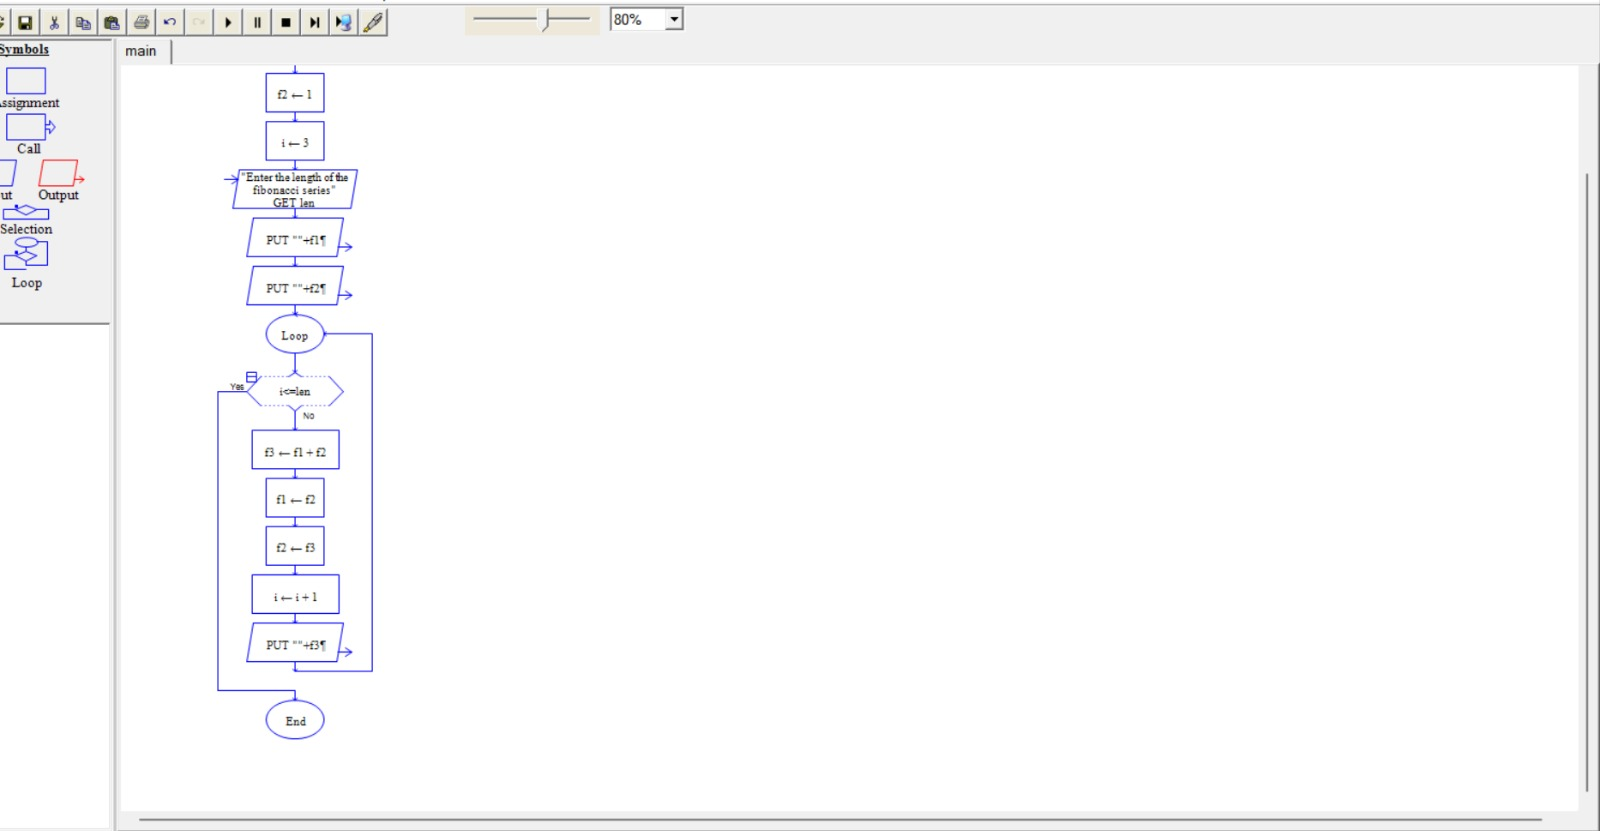 80%
Symbols
Assignment
Call
ut
Output
Selection
Loop
main
f2 ← 1
i ← 3
"Enter the length of the
fibonacci series"
GET len
PUT ""+f1¶
PUT ""+f2¶
Loop
Yes
i<=len
No
f3 ← f1 + f2
f1 ← f2
f2 ← f3
i ← i + 1
PUT ""+f3¶
End